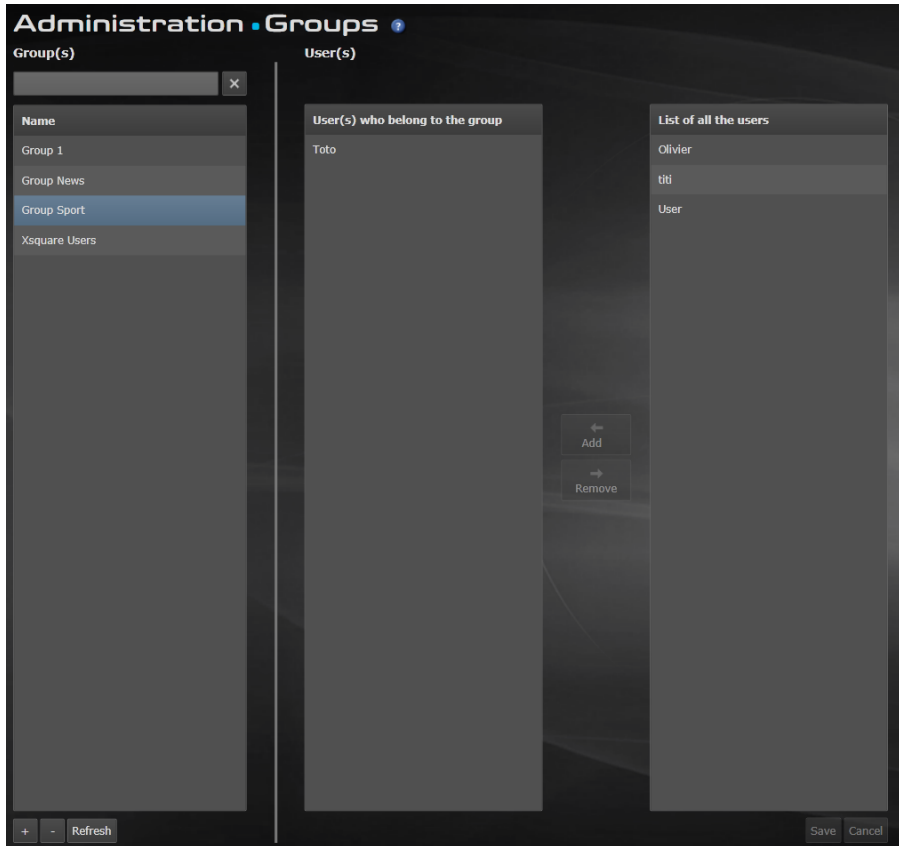 Administration • Groups ?
Group(s)
User(s)
×
Name
Group 1
Group News
Group Sport
Xsquare Users
User(s) who belong to the group
Toto
List of all the users
Olivier
titi
User
Add
Remove
+ - Refresh
Save Cancel